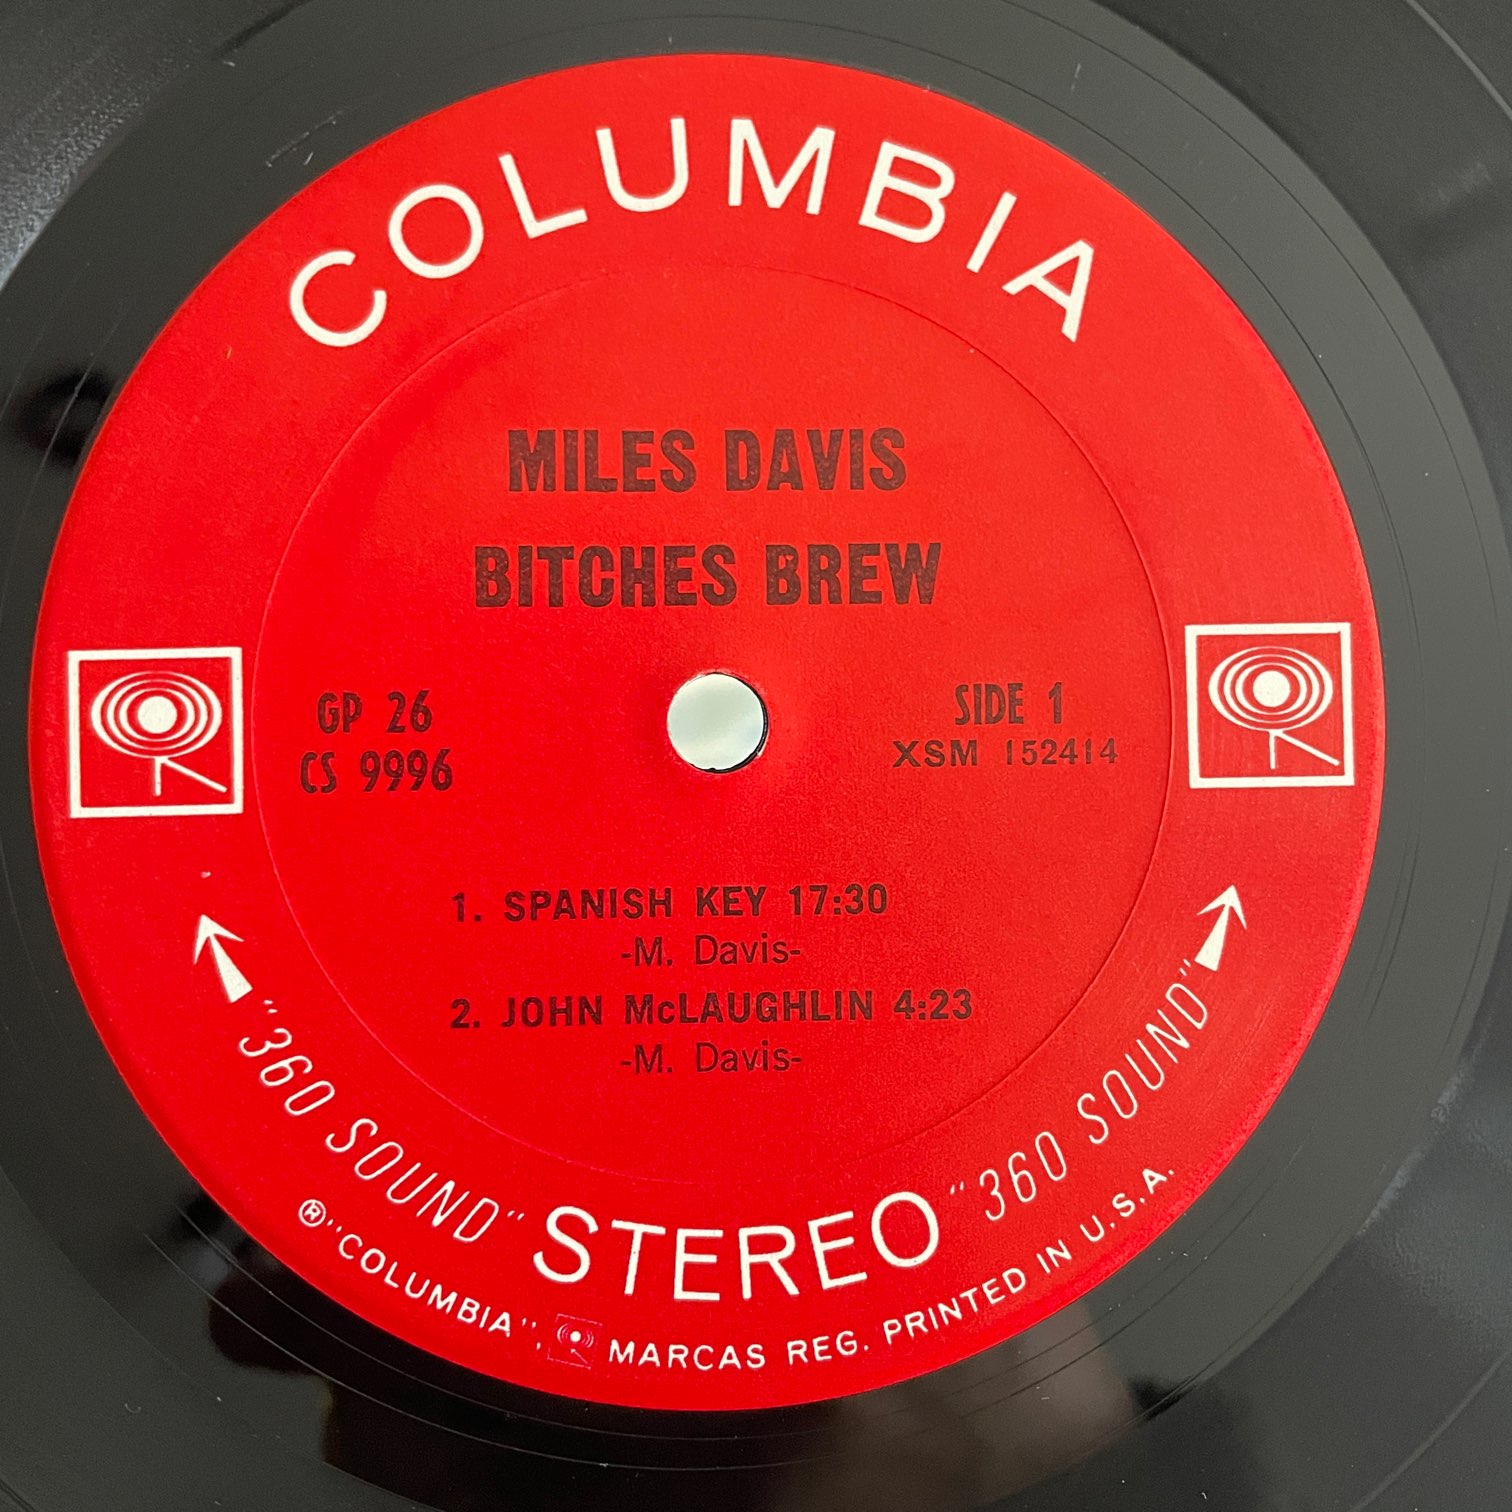 COLUMBIA
MILES DAVIS
BITCHES BREW
GP 26
CS 9996
SIDE 1
XSM 152414
1. SPANISH KEY 17:30
-M. Davis-
2. JOHN McLAUGHLIN 4:23
-M. Davis-
"360 SOUND" STEREO "360 SOUND"
® "COLUMBIA", MARCAS REG. PRINTED IN U.S.A.